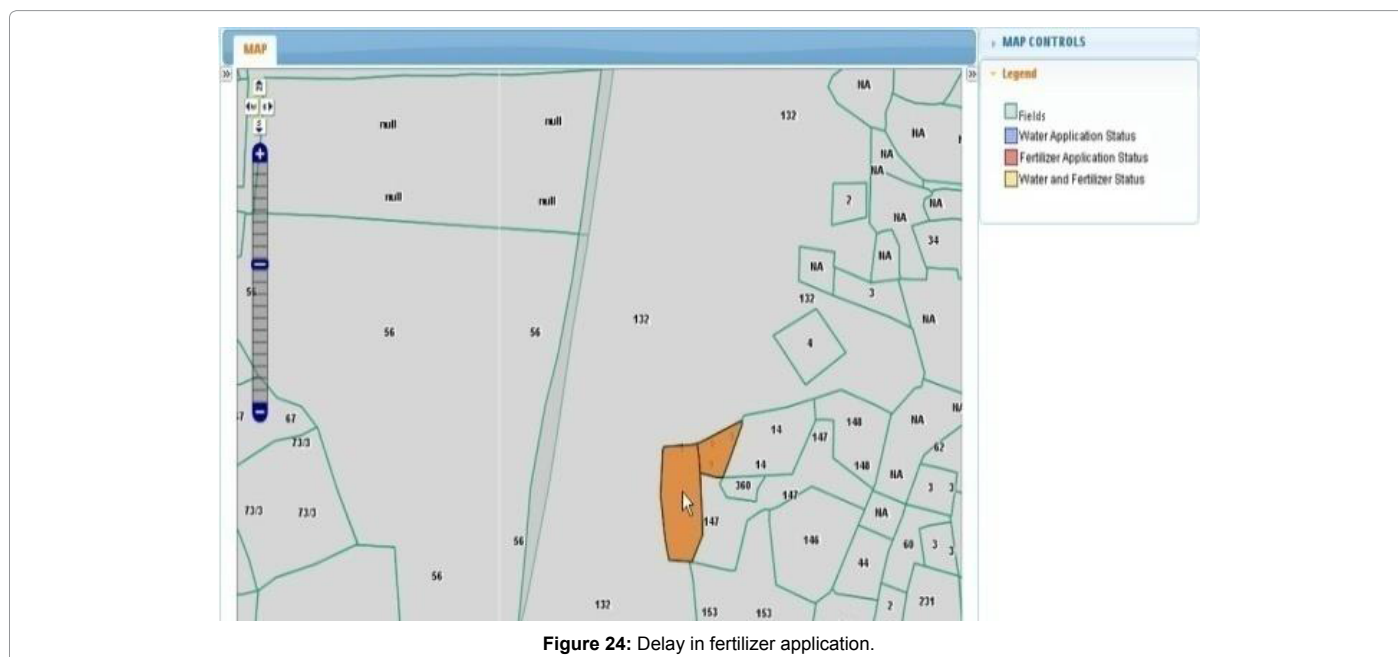 MAP
MAP CONTROLS
Legend
Fields
Water Application Status
Fertilizer Application Status
Water and Fertilizer Status
NA
132
null
null
NA
NA
NA
null
null
2
NA
NA
34
NA
NA
3
132
56
132
NA
56
56
4
67
NA
14
148
147
62
73/3
14
148
NA
360
147
3
3
73/3
73/3
147
NA
56
146
60
3
3
44
56
132
153
153
2
231
Figure 24: Delay in fertilizer application.